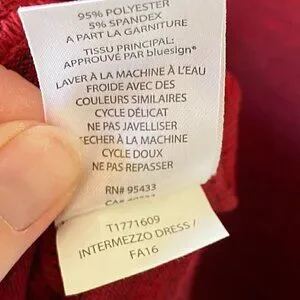 95% POLYESTER
5% SPANDEX
A PART LA GARNITURE
TISSU PRINCIPAL:
APPROUVÉ PAR bluesign®
LAVER À LA MACHINE À L'EAU
FROIDE AVEC DES
COULEURS SIMILAIRES
CYCLE DÉLICAT
NE PAS JAVELLISER
SECHER À LA MACHINE
CYCLE DOUX
NE PAS REPASSER
RN# 95433
CA#
T1771609
INTERMEZZO DRESS /
FA16